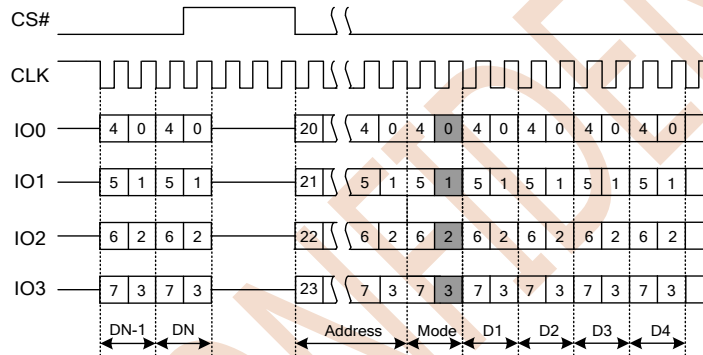 CS#
CLK
IO0 4 0 4 0 20 4 0 4 0 4 0 4 0 4 0 4 0
IO1 5 1 5 1 21 5 1 5 1 5 1 5 1 5 1 5 1
IO2 6 2 6 2 22 6 2 6 2 6 2 6 2 6 2 6 2
IO3 7 3 7 3 23 7 3 7 3 7 3 7 3 7 3 7 3
DN-1 DN Address Mode D1 D2 D3 D4